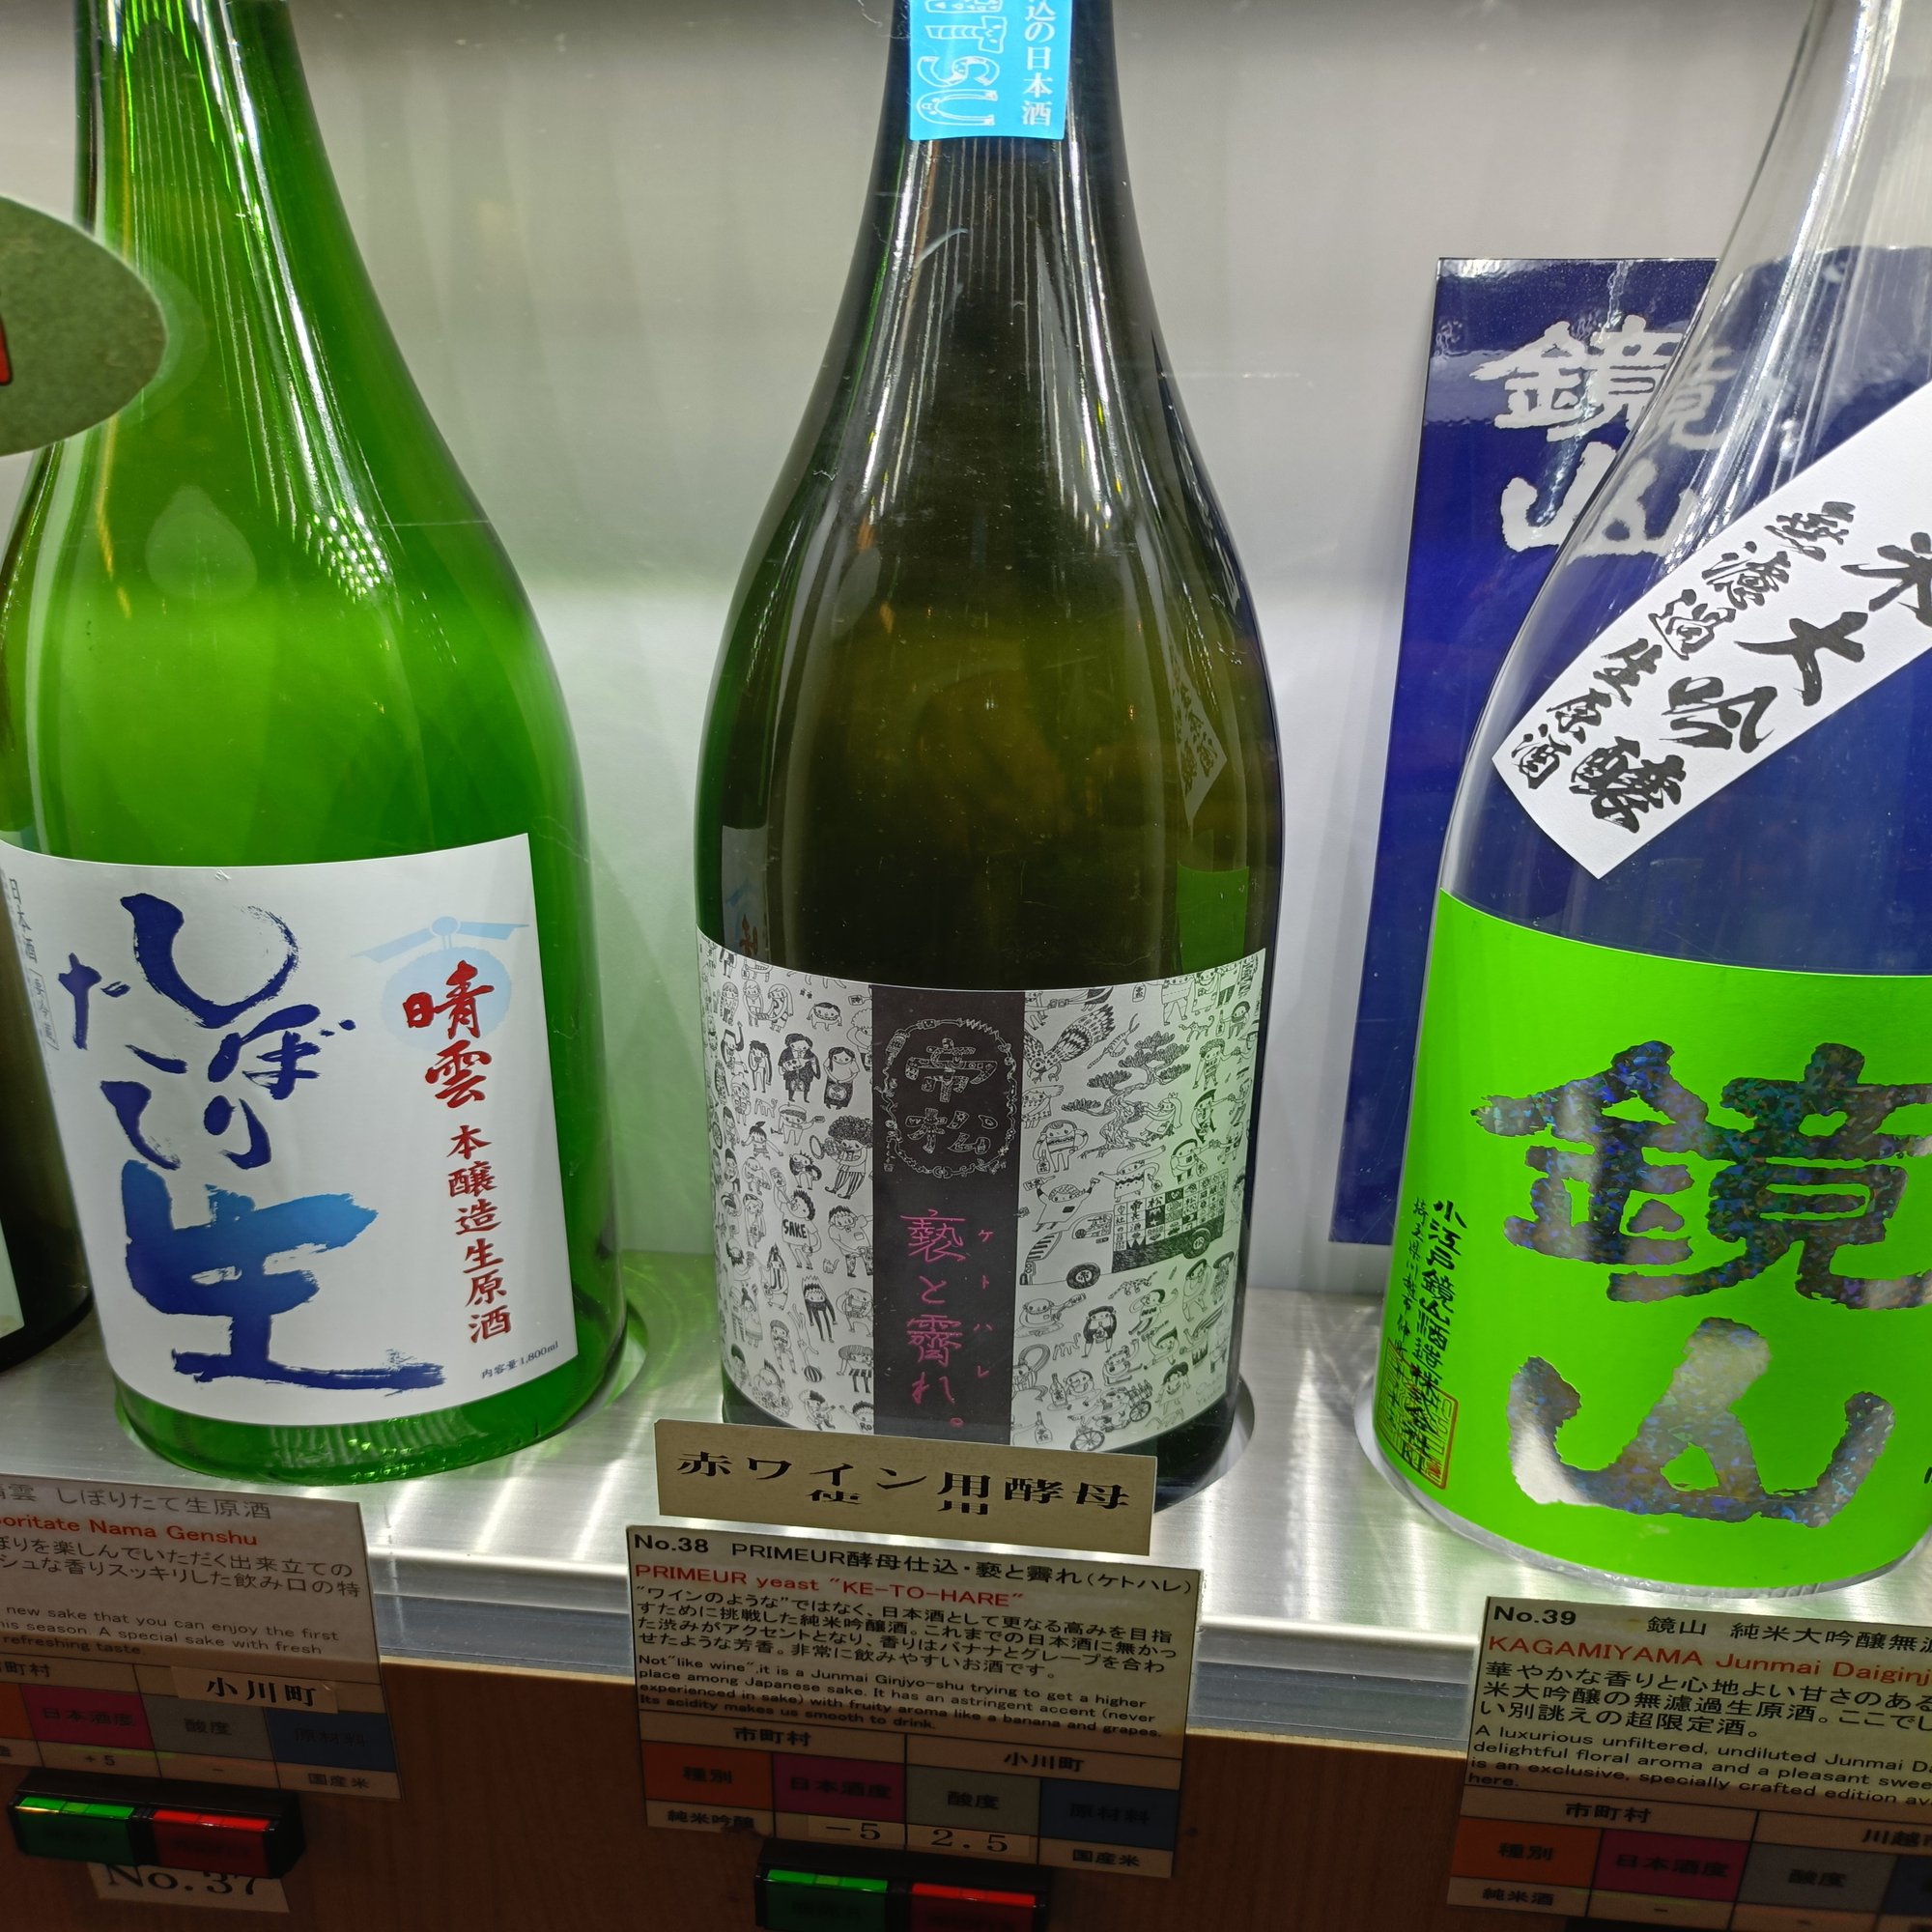 込の日本酒
鏡山
米大吟醸
無濾過生原酒
日本酒
しぼり
たて
生
晴雲
本醸造生原酒
内容量1,800ml
帝松
SAKE
褻と霽れ。
ケトハレ
鏡山
小江戸鏡山酒造株式会社
赤ワイン用酵母
使用
雲 しぼりたて生原酒
oritate Nama Genshu
ぼりを楽しんでいただく出来立ての
シュな香りスッキリした飲み口の特
new sake that you can enjoy the first
his season. A special sake with fresh
refreshing taste.
町村
小川町
日本酒度
酸度
原材料
+5
-
国産米
No.37
No.38 PRIMEUR酵母仕込・褻と霽れ(ケトハレ)
PRIMEUR yeast "KE-TO-HARE"
"ワインのような"ではなく、日本酒として更なる高みを目指
すために挑戦した純米吟醸酒。これまでの日本酒に無かっ
た渋みがアクセントとなり、香りはバナナとグレープを合わ
せたような芳香。非常に飲みやすいお酒です。
Not"like wine",it is a Junmai Ginjyo-shu trying to get a higher
place among Japanese sake. It has an astringent accent (never
experienced in sake) with fruity aroma like a banana and grapes.
Its acidity makes us smooth to drink.
市町村
小川町
種別
日本酒度
酸度
原材料
純米吟醸
-5
2.5
国産米
No.39 鏡山 純米大吟醸無濾
KAGAMIYAMA Junmai Daiginj
華やかな香りと心地よい甘さのある
米大吟醸の無濾過生原酒。ここでし
い別誂えの超限定酒。
A luxurious unfiltered, undiluted Junmai Da
delightful floral aroma and a pleasant swee
is an exclusive, specially crafted edition av
here.
市町村
川越
種別
日本酒度
酸度
純米酒
-
-